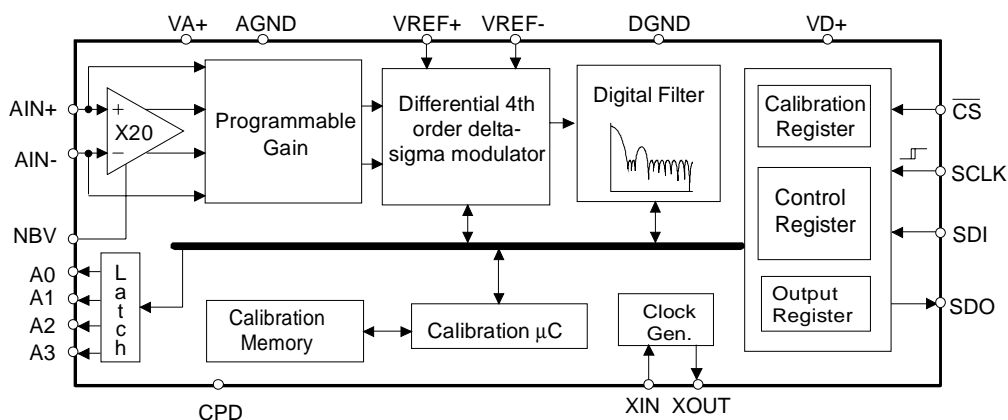 VA+ AGND VREF+ VREF- DGND VD+
AIN+
AIN-
NBV
+
X20
−
Programmable
Gain
Differential 4th
order delta-
sigma modulator
Digital Filter
Calibration
Register
Control
Register
Output
Register
CS
SCLK
SDI
SDO
A0
A1
A2
A3
Latch
Calibration
Memory
Calibration μC
Clock
Gen.
CPD XIN XOUT